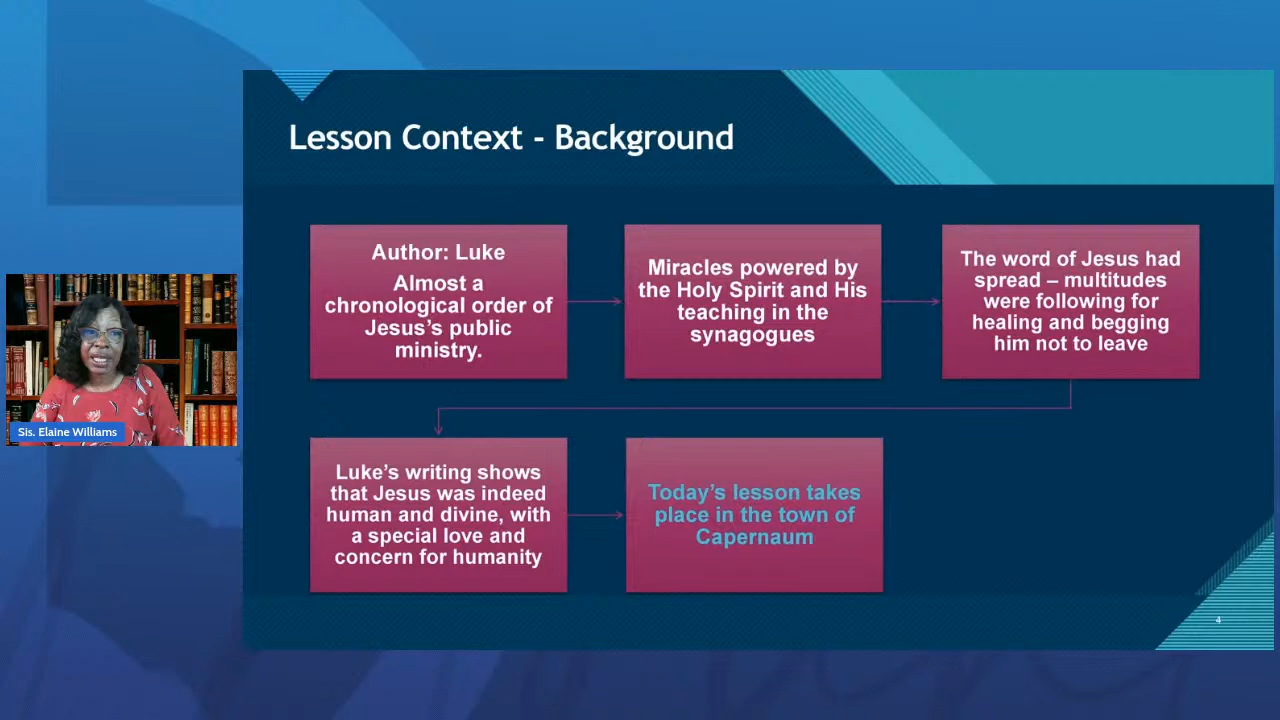 Lesson Context - Background
Author: Luke
Almost a
chronological order of
Jesus's public
ministry.
Miracles powered by
the Holy Spirit and His
teaching in the
synagogues
The word of Jesus had
spread – multitudes
were following for
healing and begging
him not to leave
Luke's writing shows
that Jesus was indeed
human and divine, with
a special love and
concern for humanity
Today's lesson takes
place in the town of
Capernaum
Sis. Elaine Williams
4